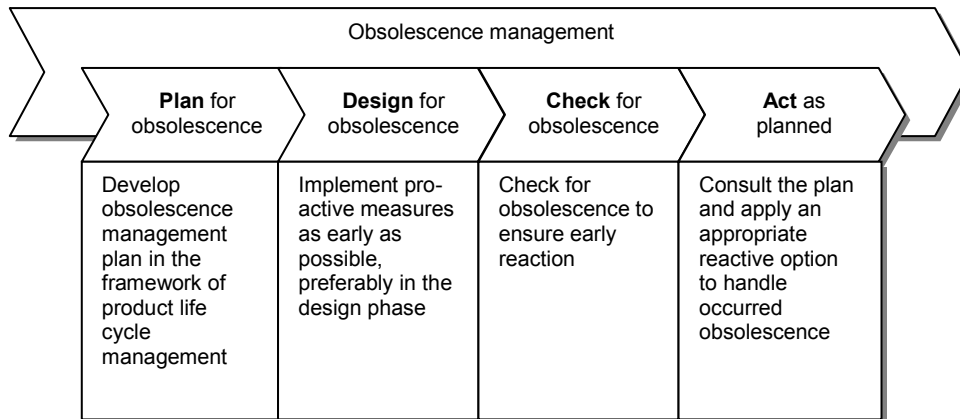 Obsolescence management
Plan for
obsolescence
Design for
obsolescence
Check for
obsolescence
Act as
planned
Develop
obsolescence
management
plan in the
framework of
product life
cycle
management
Implement pro-
active measures
as early as
possible,
preferably in the
design phase
Check for
obsolescence to
ensure early
reaction
Consult the plan
and apply an
appropriate
reactive option
to handle
occurred
obsolescence